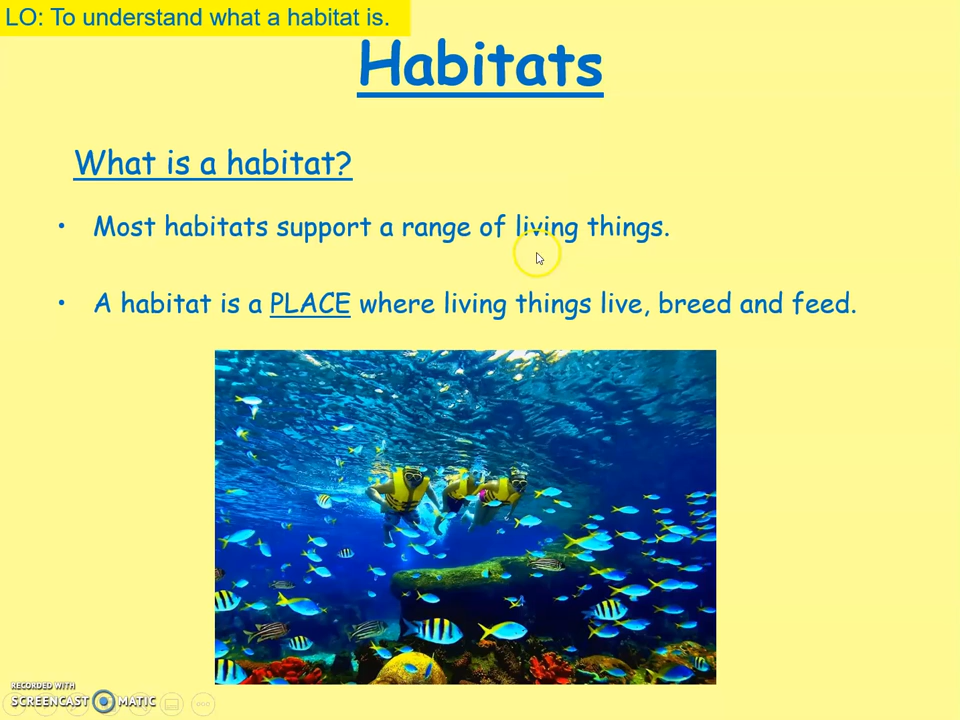 LO: To understand what a habitat is.
Habitats
What is a habitat?
• Most habitats support a range of living things.
• A habitat is a PLACE where living things live, breed and feed.
RECORDED WITH
SCREENCAST MATIC